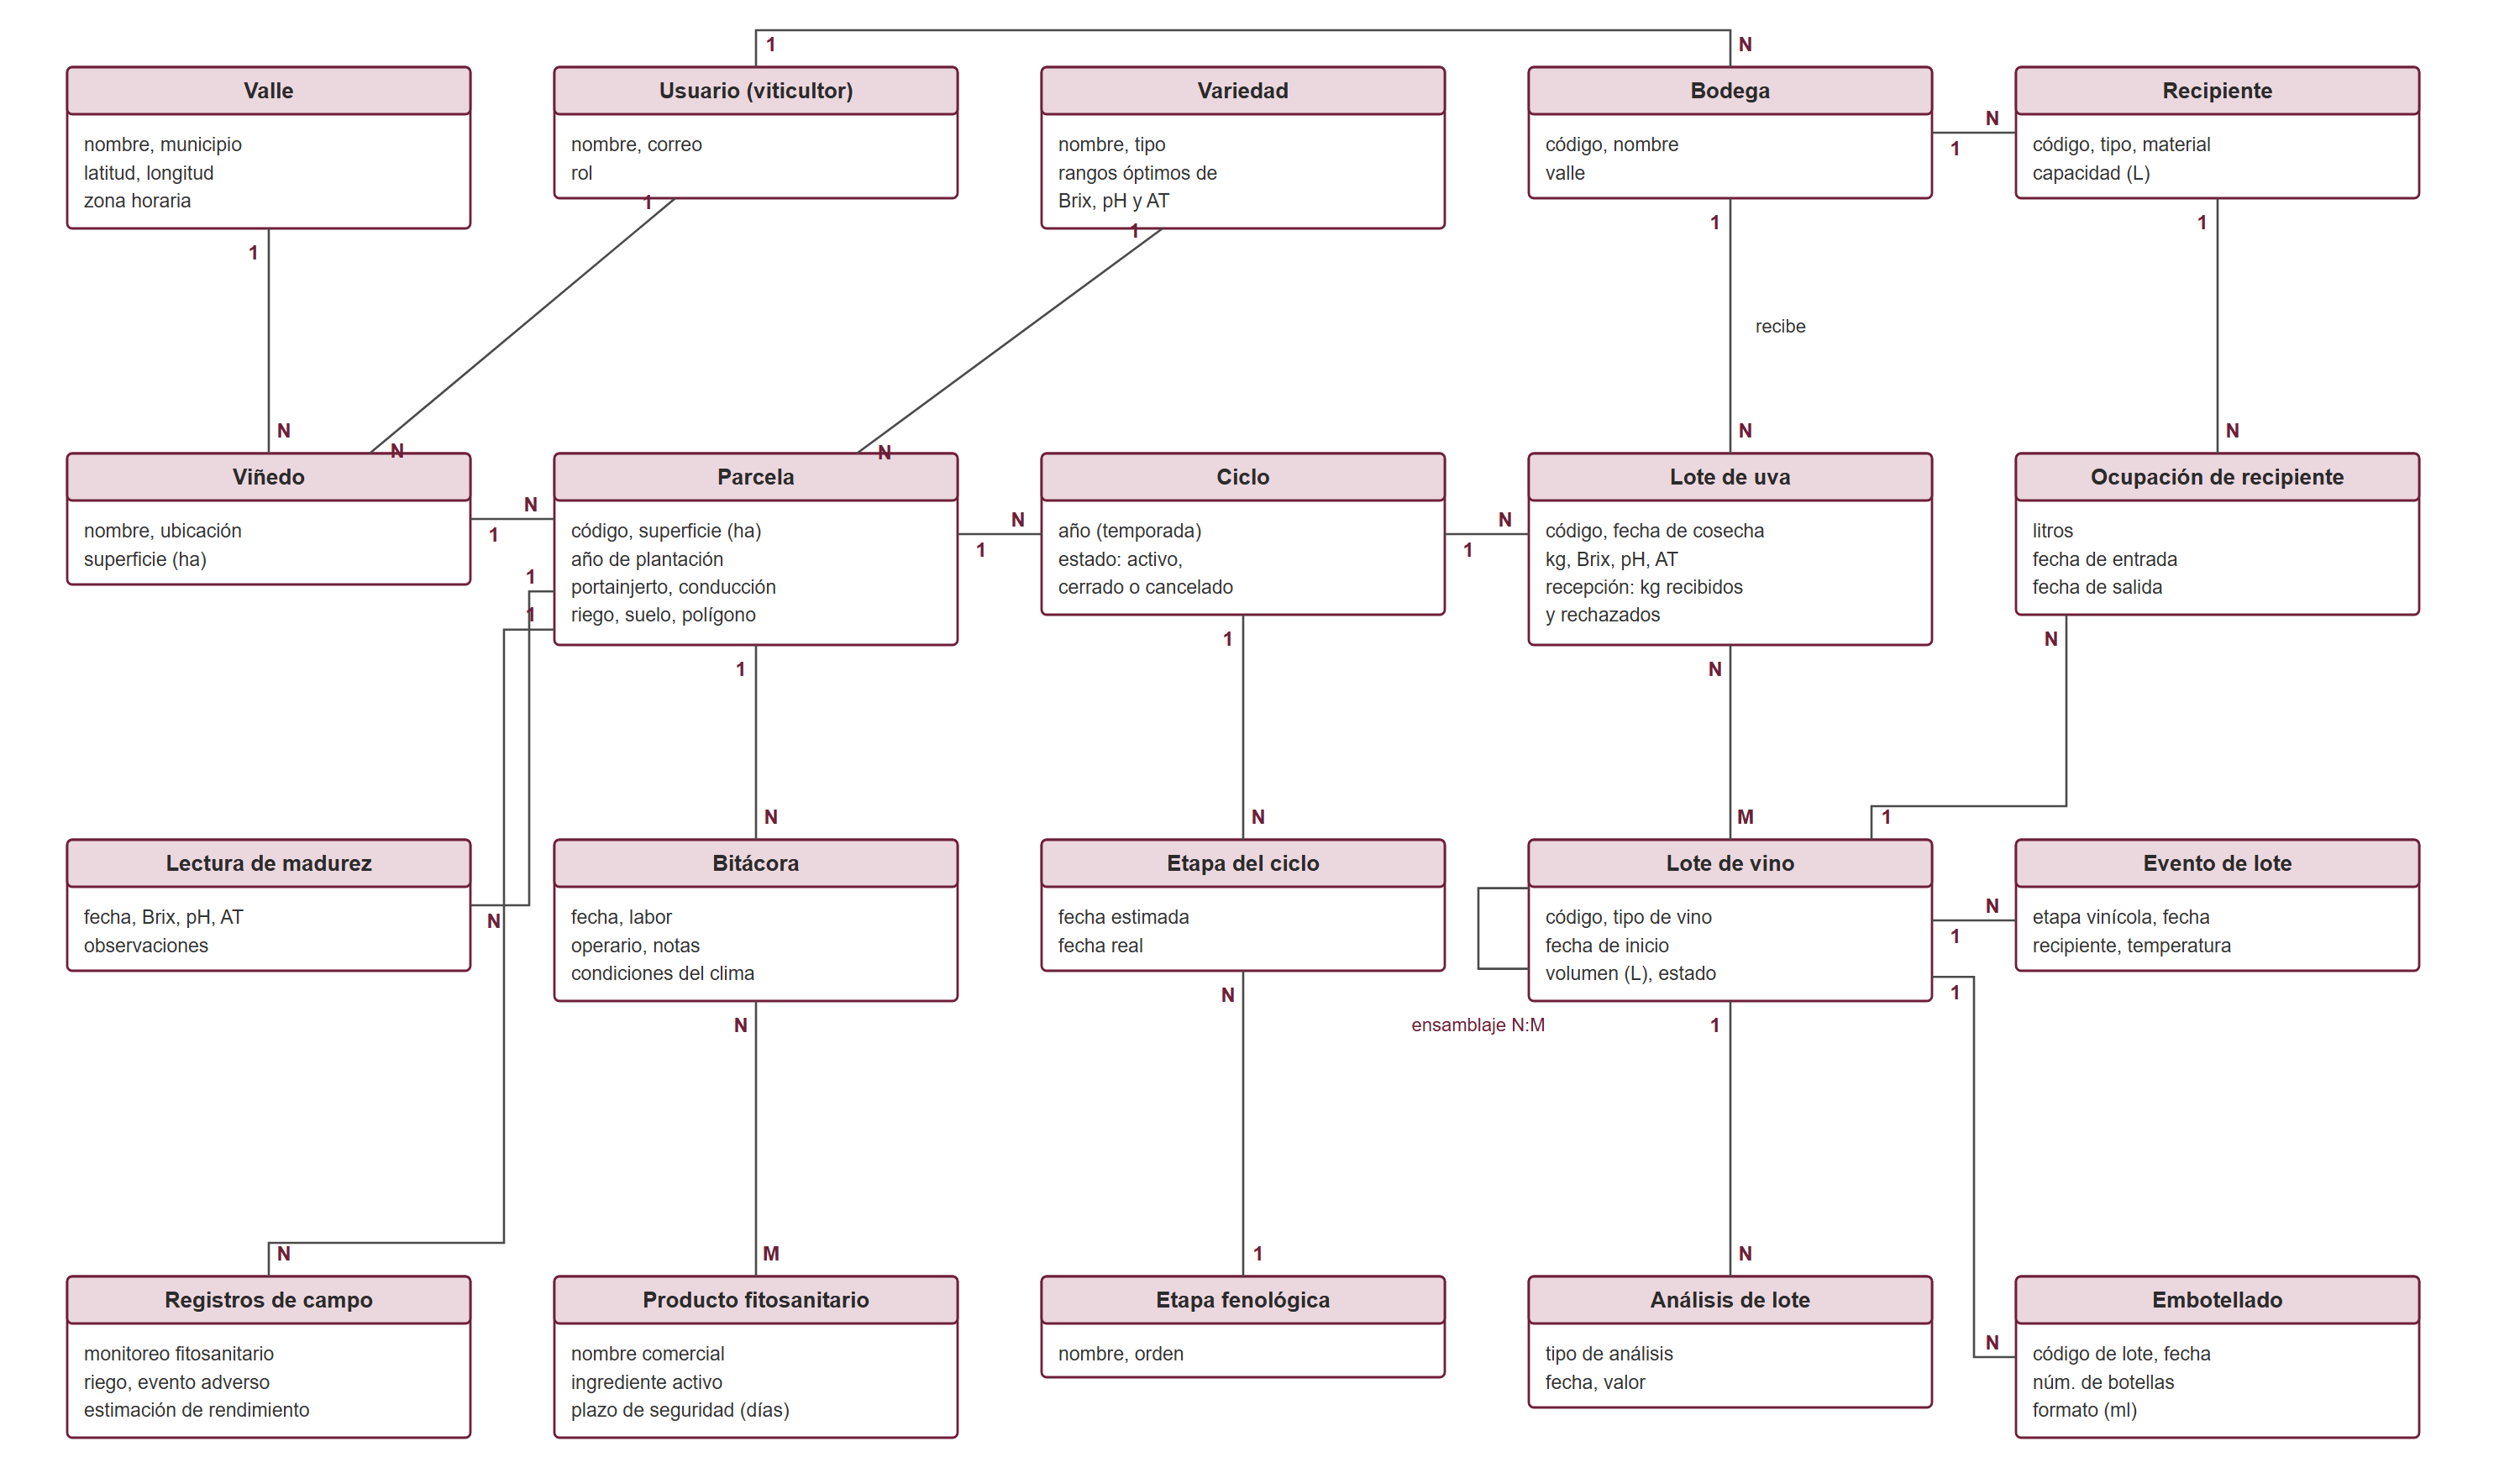 1
N
Valle
nombre, municipio
latitud, longitud
zona horaria
1
N
Usuario (viticultor)
nombre, correo
rol
1
N
Variedad
nombre, tipo
rangos óptimos de
Brix, pH y AT
1
N
Bodega
código, nombre
valle
1
N
1
recibe
N
Recipiente
código, tipo, material
capacidad (L)
1
N
Viñedo
nombre, ubicación
superficie (ha)
1
N
Parcela
código, superficie (ha)
año de plantación
portainjerto, conducción
riego, suelo, polígono
1
1
1
N
1
N
Ciclo
año (temporada)
estado: activo,
cerrado o cancelado
1
N
1
N
Lote de uva
código, fecha de cosecha
kg, Brix, pH, AT
recepción: kg recibidos
y rechazados
N
M
Ocupación de recipiente
litros
fecha de entrada
fecha de salida
N
1
Lectura de madurez
fecha, Brix, pH, AT
observaciones
N
Bitácora
fecha, labor
operario, notas
condiciones del clima
N
M
Etapa del ciclo
fecha estimada
fecha real
N
1
Lote de vino
código, tipo de vino
fecha de inicio
volumen (L), estado
ensamblaje N:M
1
N
1
N
1
N
Evento de lote
etapa vinícola, fecha
recipiente, temperatura
N
Registros de campo
monitoreo fitosanitario
riego, evento adverso
estimación de rendimiento
Producto fitosanitario
nombre comercial
ingrediente activo
plazo de seguridad (días)
Etapa fenológica
nombre, orden
Análisis de lote
tipo de análisis
fecha, valor
Embotellado
código de lote, fecha
núm. de botellas
formato (ml)